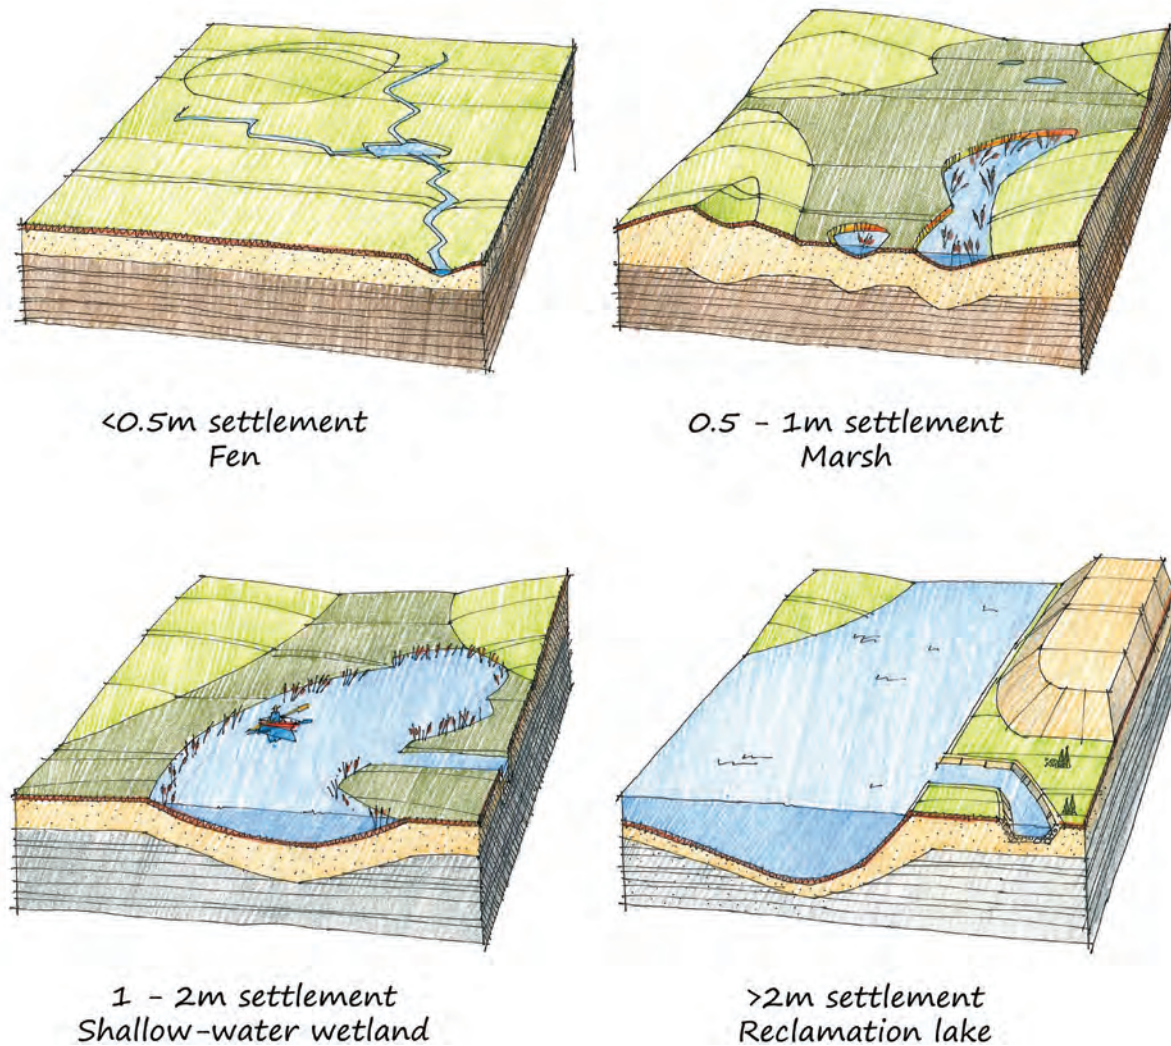 <0.5m settlement
Fen
0.5 - 1m settlement
Marsh
1 - 2m settlement
Shallow-water wetland
>2m settlement
Reclamation lake